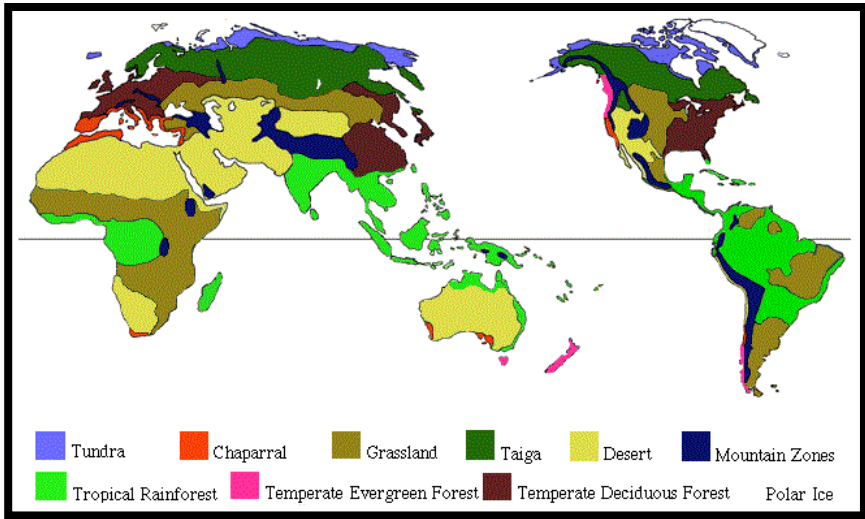 Tundra Chaparral Grassland Taiga Desert Mountain Zones
Tropical Rainforest Temperate Evergreen Forest Temperate Deciduous Forest Polar Ice